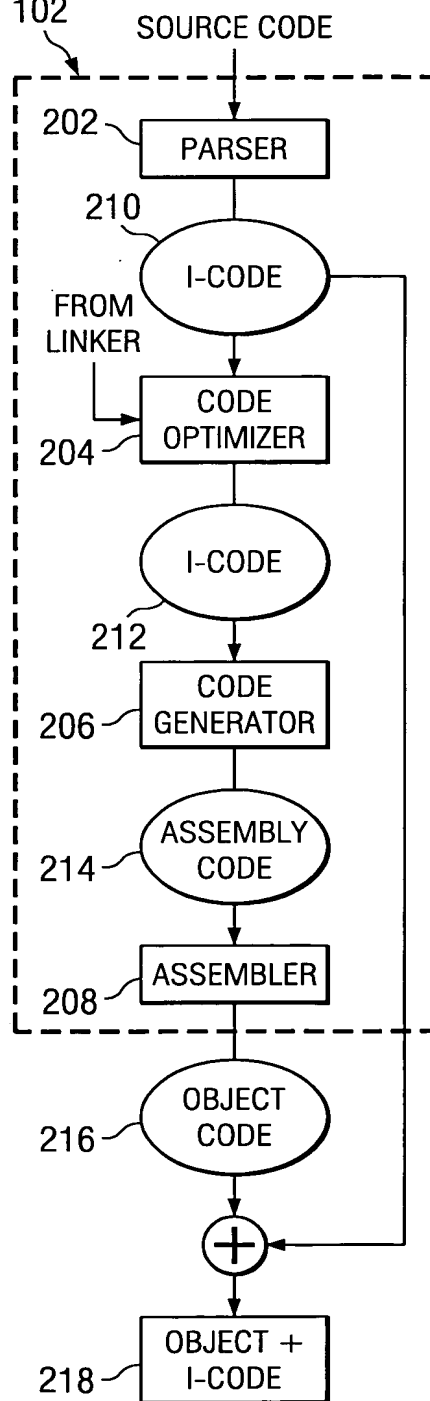 102
SOURCE CODE
202
PARSER
210
I-CODE
FROM
LINKER
CODE
OPTIMIZER
204
I-CODE
212
CODE
GENERATOR
206
ASSEMBLY
CODE
214
ASSEMBLER
208
OBJECT
CODE
216
+
OBJECT +
I-CODE
218